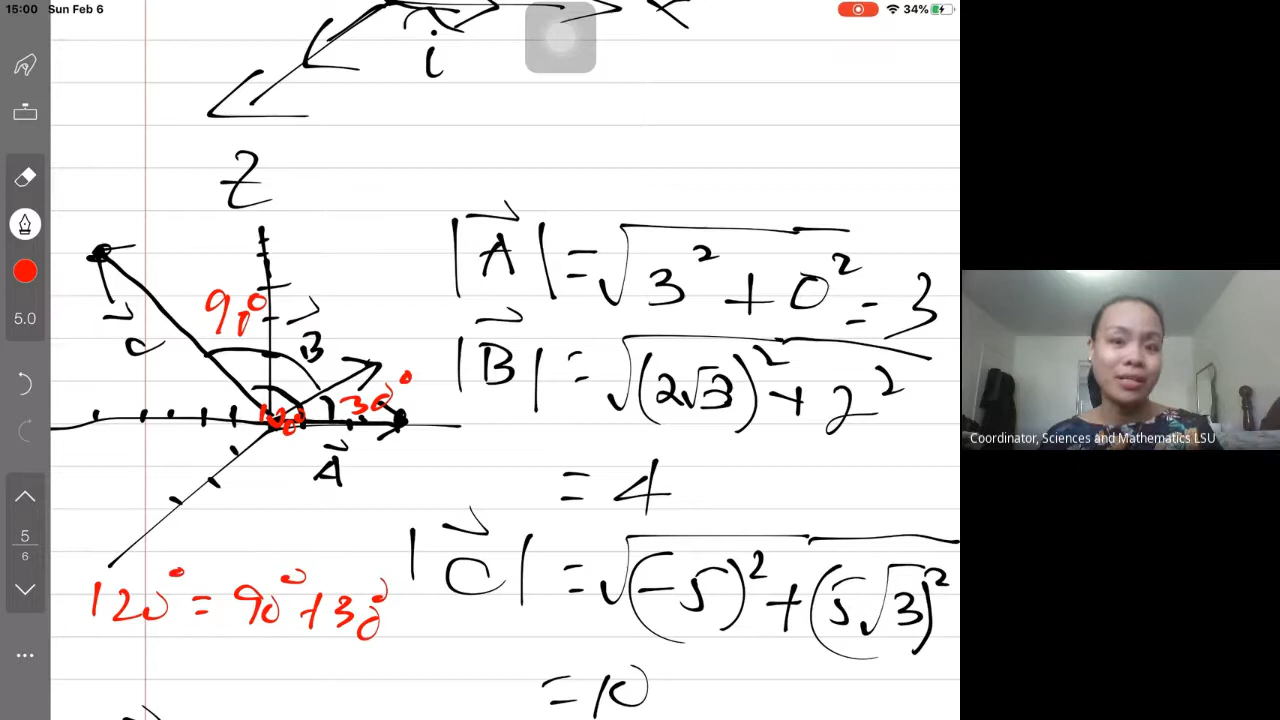 15:00 Sun Feb 6
34%
X
i
Z
|A| = √3² + 0² = 3
90°
B
C
|B| = √(2√3)² + 2²
30°
120°
5.0
A
= 4
5
6
|C| = √(-5)² + (5√3)²
120° = 90° + 30°
= 10
Coordinator, Sciences and Mathematics LSU